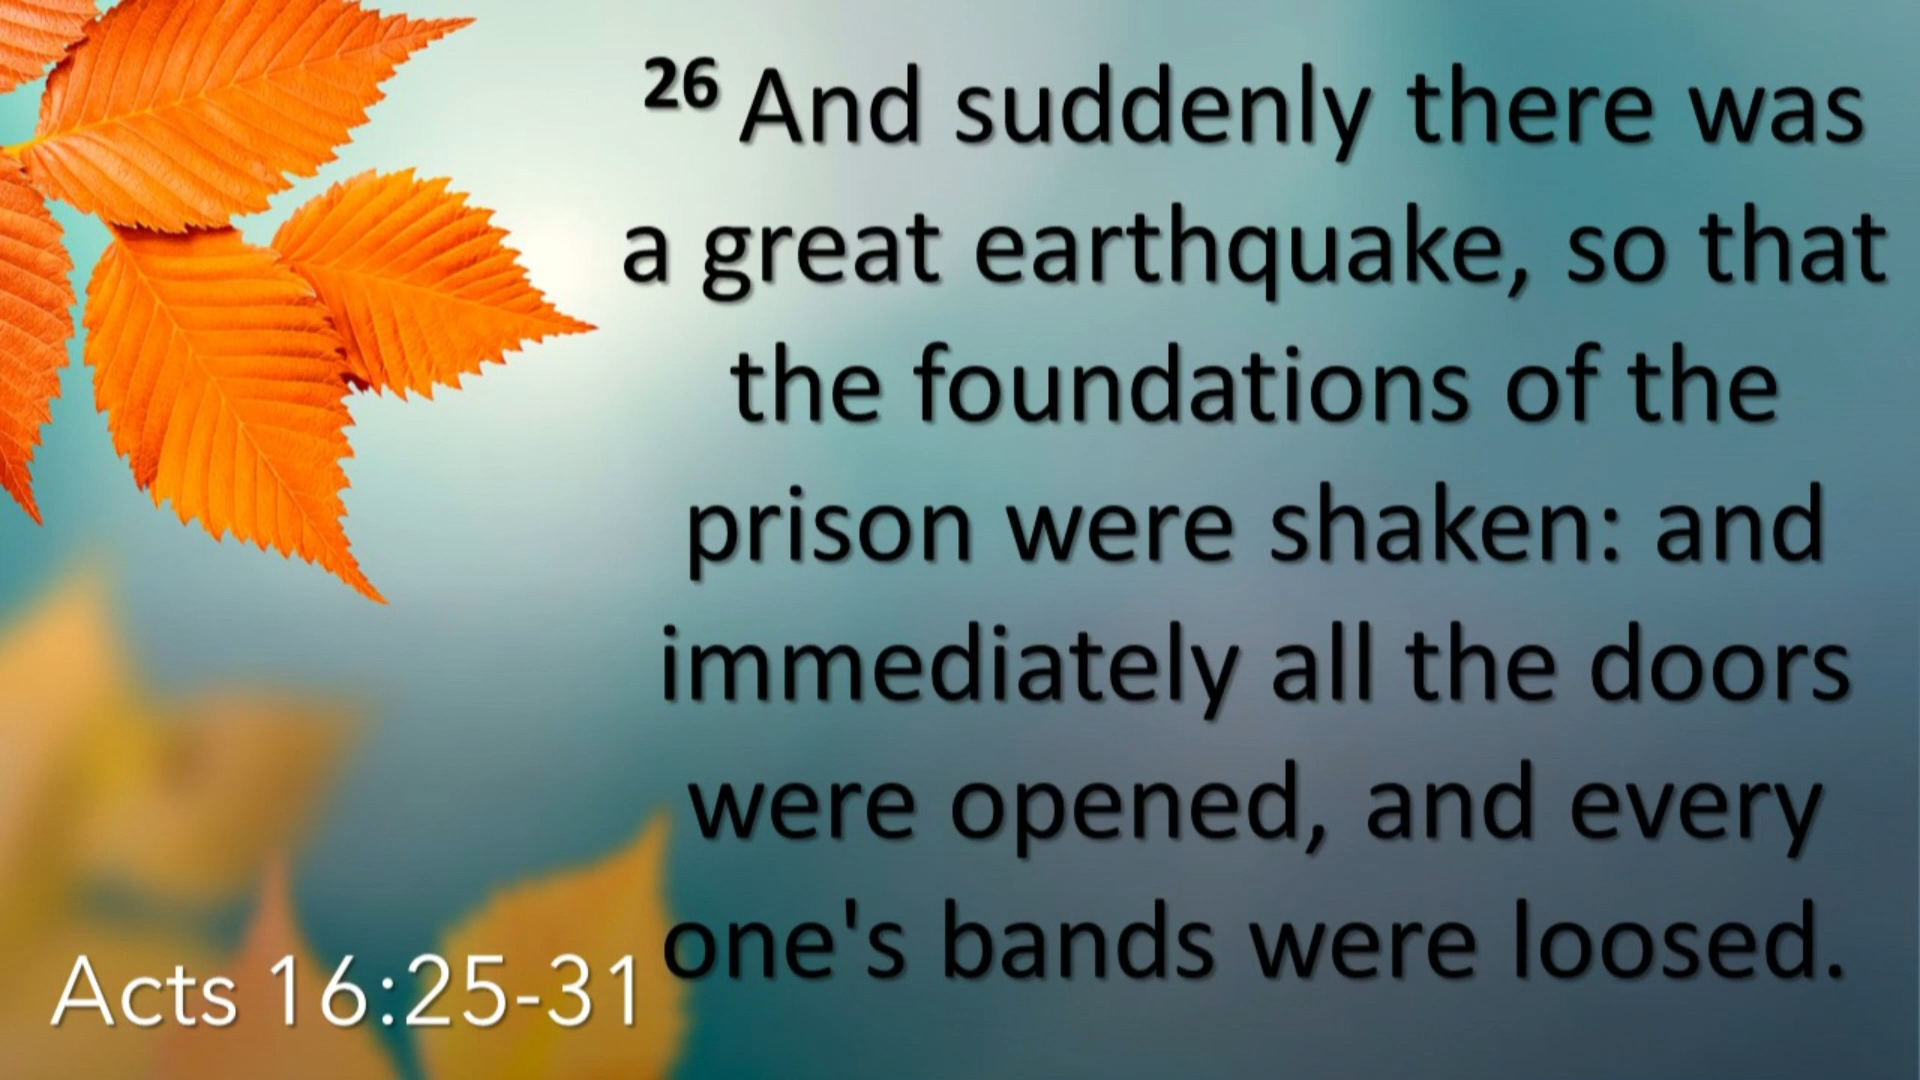 26 And suddenly there was
a great earthquake, so that
the foundations of the
prison were shaken: and
immediately all the doors
were opened, and every
one's bands were loosed.
Acts 16:25-31